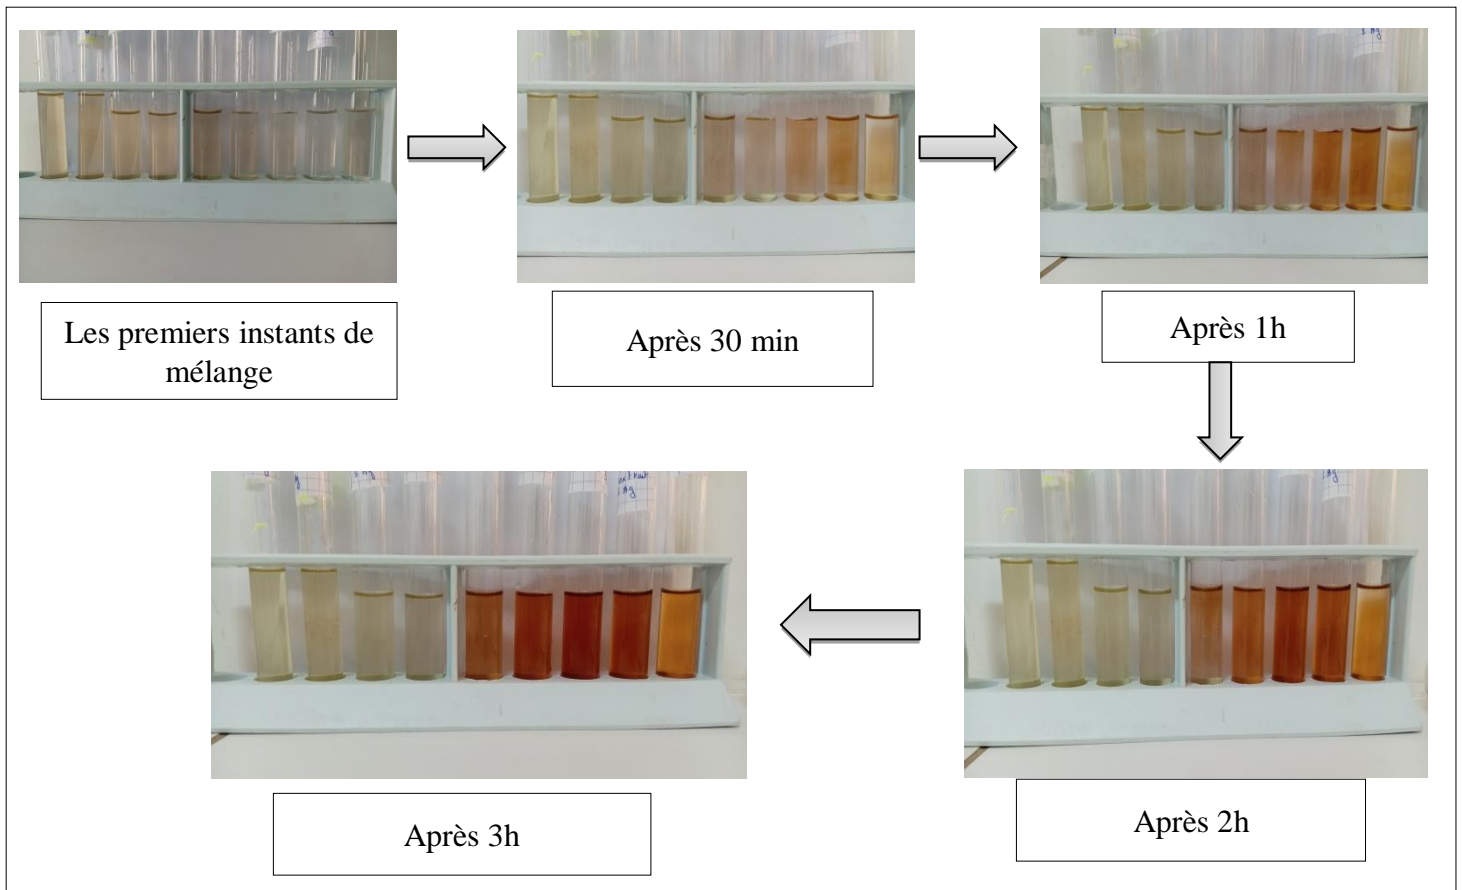 Les premiers instants de
mélange
Après 30 min
Après 1h
Après 3h
Après 2h